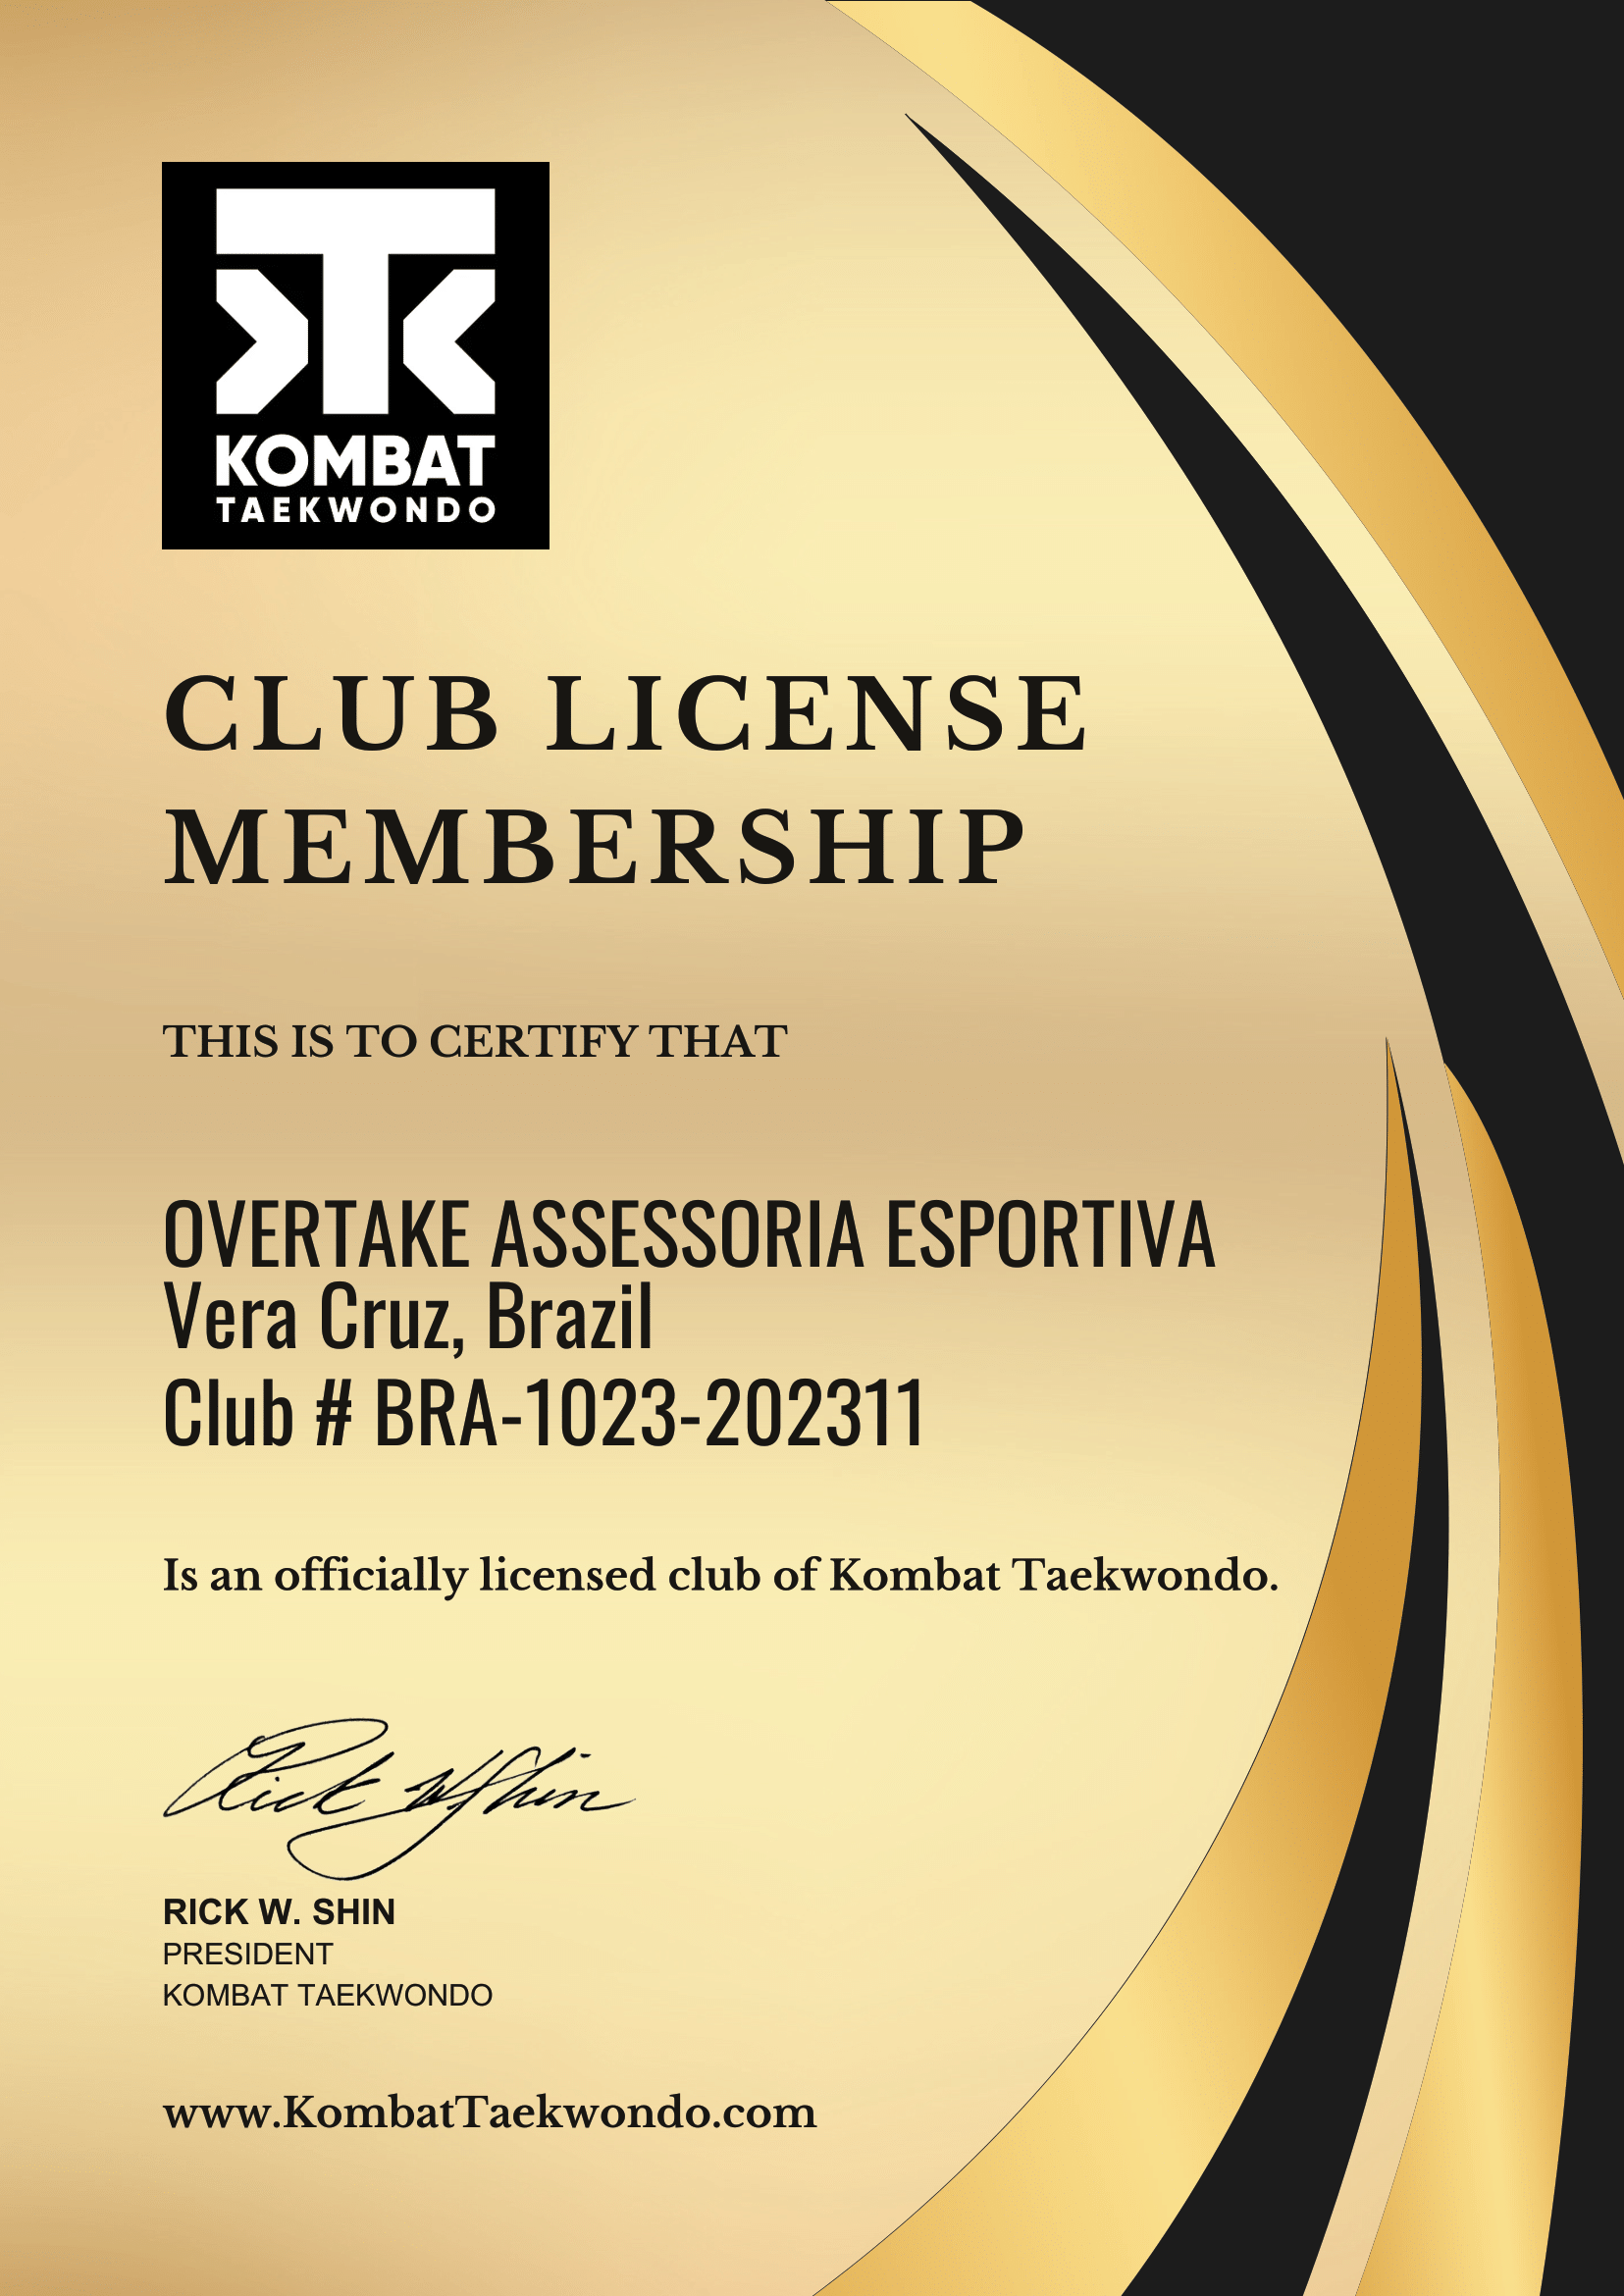 KOMBAT
TAEKWONDO
CLUB LICENSE
MEMBERSHIP
THIS IS TO CERTIFY THAT
OVERTAKE ASSESSORIA ESPORTIVA
Vera Cruz, Brazil
Club # BRA-1023-202311
Is an officially licensed club of Kombat Taekwondo.
Rick W Shin
RICK W. SHIN
PRESIDENT
KOMBAT TAEKWONDO
www.KombatTaekwondo.com